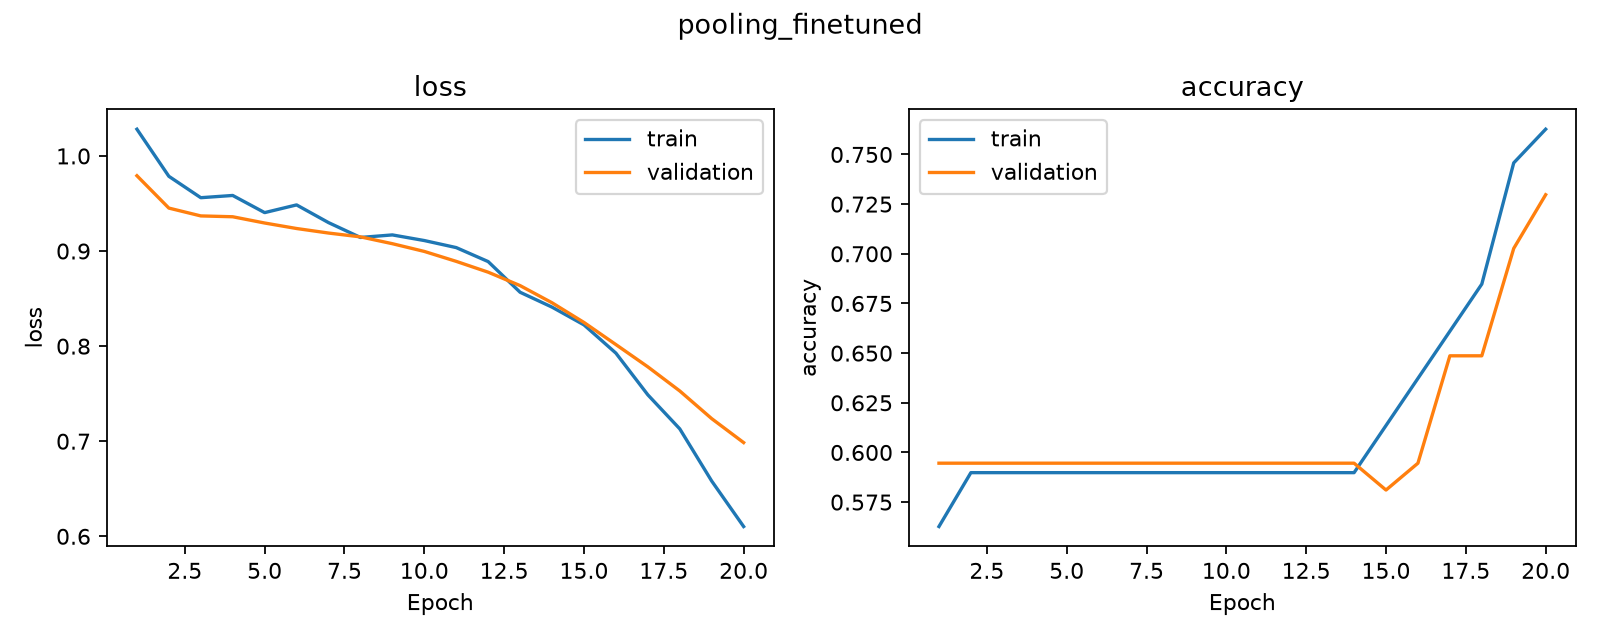 pooling_finetuned
loss
train
validation
1.0
0.9
0.8
0.7
0.6
loss
2.5 5.0 7.5 10.0 12.5 15.0 17.5 20.0
Epoch
accuracy
train
validation
0.750
0.725
0.700
0.675
0.650
0.625
0.600
0.575
accuracy
2.5 5.0 7.5 10.0 12.5 15.0 17.5 20.0
Epoch